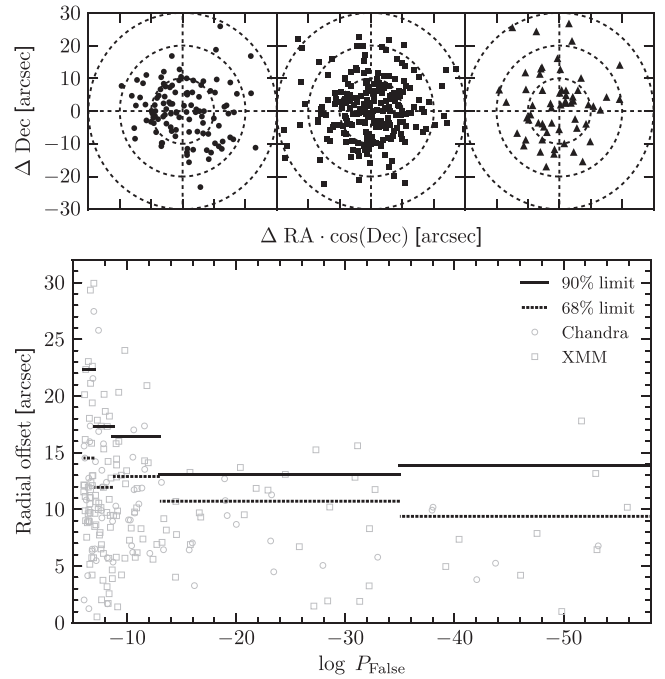 30
20
10
0
−10
−20
−30
Δ Dec [arcsec]
Δ RA · cos(Dec) [arcsec]
30
25
20
15
10
5
0
Radial offset [arcsec]
90% limit
68% limit
Chandra
XMM
−10 −20 −30 −40 −50
log P_False